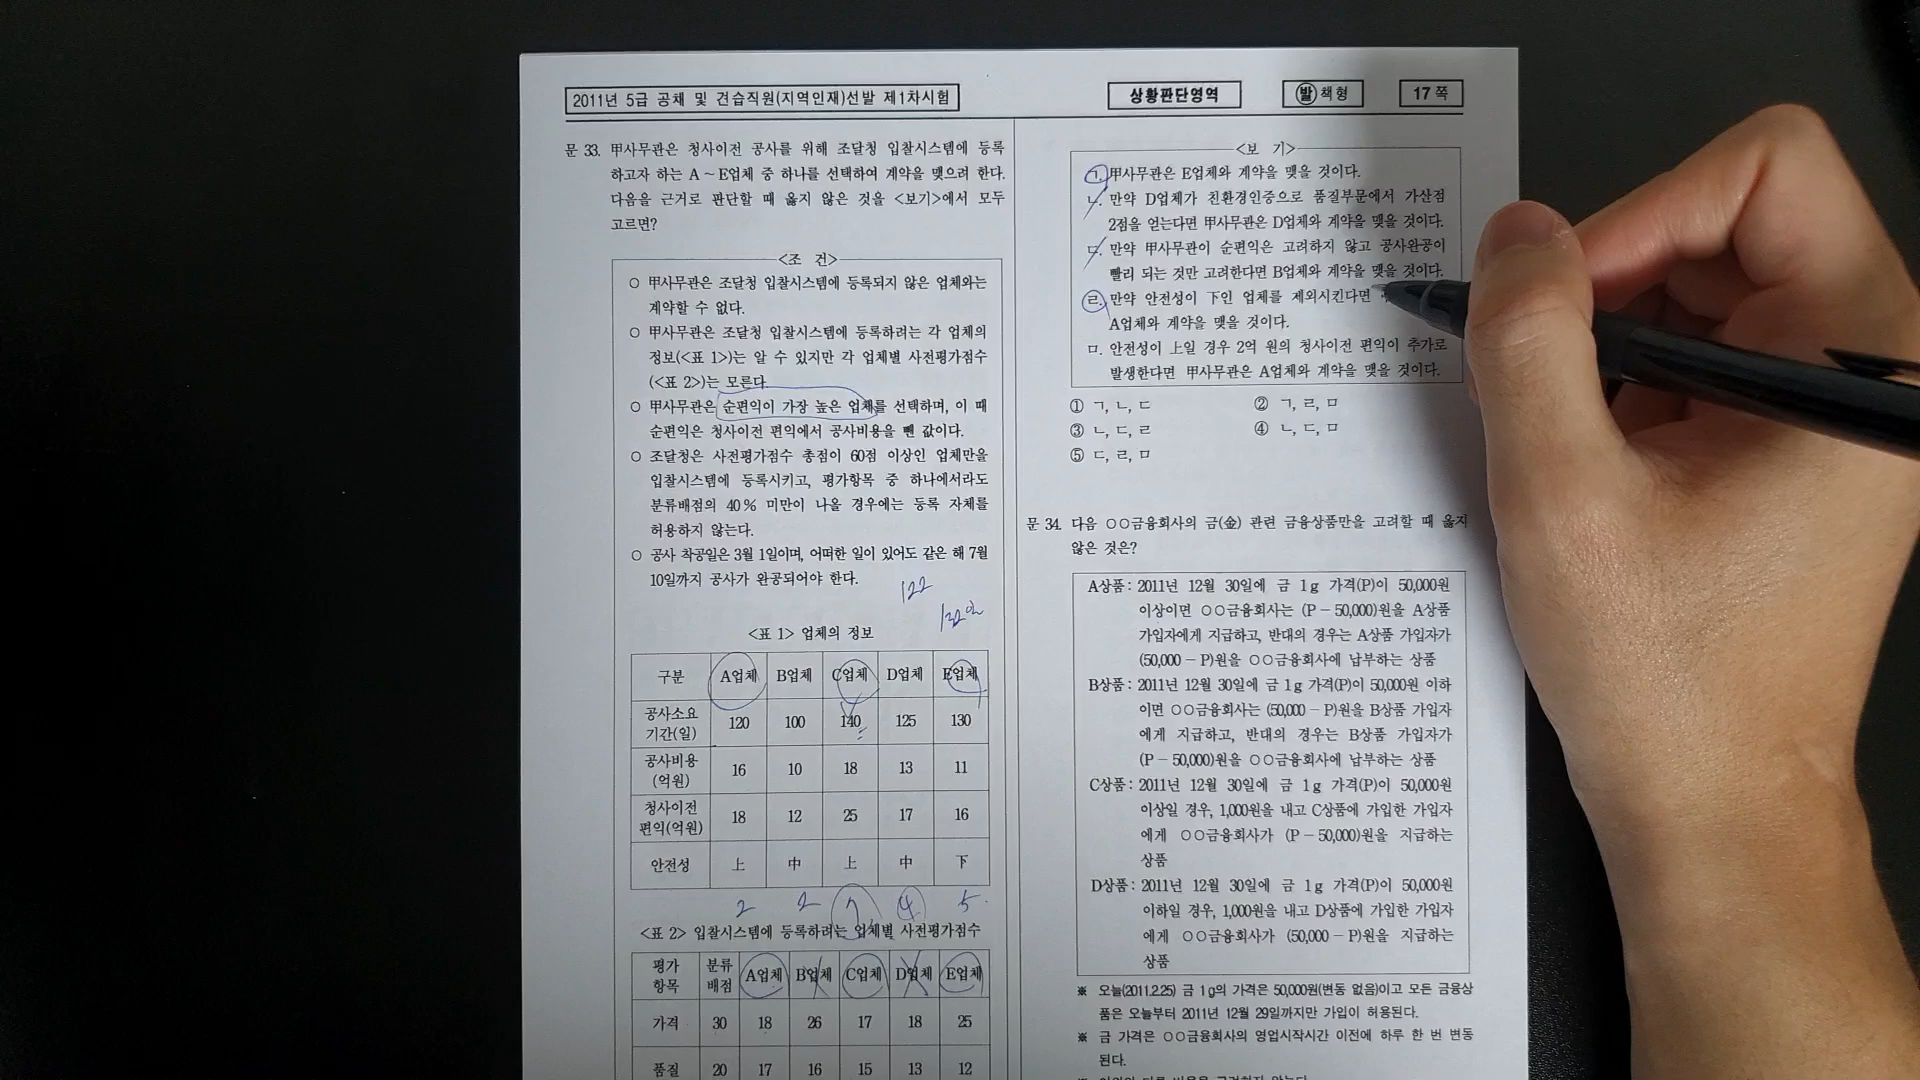 2011년 5급 공채 및 견습직원(지역인재)선발 제1차시험
상황판단영역
발 책형
17 쪽
문 33. 甲사무관은 청사이전 공사를 위해 조달청 입찰시스템에 등록
하고자 하는 A ~ E업체 중 하나를 선택하여 계약을 맺으려 한다.
다음을 근거로 판단할 때 옳지 않은 것을 <보기>에서 모두
고르면?
<조 건>
○ 甲사무관은 조달청 입찰시스템에 등록되지 않은 업체와는
계약할 수 없다.
○ 甲사무관은 조달청 입찰시스템에 등록하려는 각 업체의
정보(<표 1>)는 알 수 있지만 각 업체별 사전평가점수
(<표 2>)는 모른다.
○ 甲사무관은 순편익이 가장 높은 업체를 선택하며, 이 때
순편익은 청사이전 편익에서 공사비용을 뺀 값이다.
○ 조달청은 사전평가점수 총점이 60점 이상인 업체만을
입찰시스템에 등록시키고, 평가항목 중 하나에서라도
분류배점의 40% 미만이 나올 경우에는 등록 자체를
허용하지 않는다.
○ 공사 착공일은 3월 1일이며, 어떠한 일이 있어도 같은 해 7월
10일까지 공사가 완공되어야 한다.
122
132일
<표 1> 업체의 정보
구분 A업체 B업체 C업체 D업체 E업체
공사소요
기간(일) 120 100 140 125 130
공사비용
(억원) 16 10 18 13 11
청사이전
편익(억원) 18 12 25 17 16
안전성 上 中 上 中 下
2 2 7 4 5
<표 2> 입찰시스템에 등록하려는 업체별 사전평가점수
평가
항목 분류
배점 A업체 B업체 C업체 D업체 E업체
가격 30 18 26 17 18 25
품질 20 17 16 15 13 12
<보 기>
ㄱ. 甲사무관은 E업체와 계약을 맺을 것이다.
ㄴ. 만약 D업체가 친환경인증으로 품질부문에서 가산점
2점을 얻는다면 甲사무관은 D업체와 계약을 맺을 것이다.
ㄷ. 만약 甲사무관이 순편익은 고려하지 않고 공사완공이
빨리 되는 것만 고려한다면 B업체와 계약을 맺을 것이다.
ㄹ. 만약 안전성이 下인 업체를 제외시킨다면
A업체와 계약을 맺을 것이다.
ㅁ. 안전성이 上일 경우 2억 원의 청사이전 편익이 추가로
발생한다면 甲사무관은 A업체와 계약을 맺을 것이다.
① ㄱ, ㄴ, ㄷ ② ㄱ, ㄹ, ㅁ
③ ㄴ, ㄷ, ㄹ ④ ㄴ, ㄷ, ㅁ
⑤ ㄷ, ㄹ, ㅁ
문 34. 다음 ○○금융회사의 금(金) 관련 금융상품만을 고려할 때 옳지
않은 것은?
A상품 : 2011년 12월 30일에 금 1g 가격(P)이 50,000원
이상이면 ○○금융회사는 (P - 50,000)원을 A상품
가입자에게 지급하고, 반대의 경우는 A상품 가입자가
(50,000 - P)원을 ○○금융회사에 납부하는 상품
B상품 : 2011년 12월 30일에 금 1g 가격(P)이 50,000원 이하
이면 ○○금융회사는 (50,000 - P)원을 B상품 가입자
에게 지급하고, 반대의 경우는 B상품 가입자가
(P - 50,000)원을 ○○금융회사에 납부하는 상품
C상품 : 2011년 12월 30일에 금 1g 가격(P)이 50,000원
이상일 경우, 1,000원을 내고 C상품에 가입한 가입자
에게 ○○금융회사가 (P - 50,000)원을 지급하는
상품
D상품 : 2011년 12월 30일에 금 1g 가격(P)이 50,000원
이하일 경우, 1,000원을 내고 D상품에 가입한 가입자
에게 ○○금융회사가 (50,000 - P)원을 지급하는
상품
※ 오늘(2011.2.25) 금 1g의 가격은 50,000원(변동 없음)이고 모든 금융상
품은 오늘부터 2011년 12월 29일까지만 가입이 허용된다.
※ 금 가격은 ○○금융회사의 영업시작시간 이전에 하루 한 번 변동
된다.